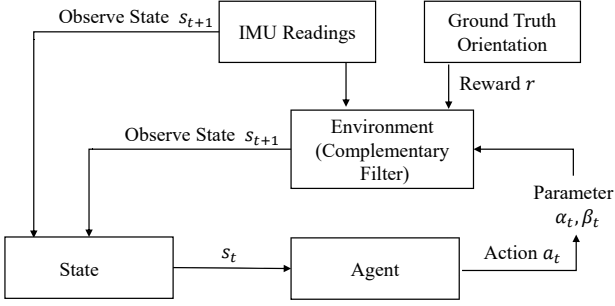 Observe State s_{t+1}
IMU Readings
Ground Truth
Orientation
Reward r
Observe State s_{t+1}
Environment
(Complementary
Filter)
Parameter
α_t, β_t
State
s_t
Agent
Action a_t